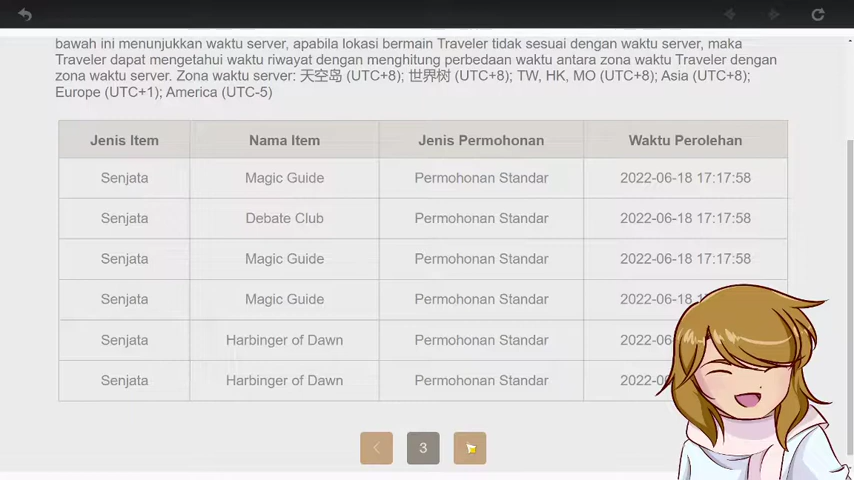 bawah ini menunjukkan waktu server, apabila lokasi bermain Traveler tidak sesuai dengan waktu server, maka
Traveler dapat mengetahui waktu riwayat dengan menghitung perbedaan waktu antara zona waktu Traveler dengan
zona waktu server. Zona waktu server: 天空岛 (UTC+8); 世界树 (UTC+8); TW, HK, MO (UTC+8); Asia (UTC+8);
Europe (UTC+1); America (UTC-5)
Jenis Item Nama Item Jenis Permohonan Waktu Perolehan
Senjata Magic Guide Permohonan Standar 2022-06-18 17:17:58
Senjata Debate Club Permohonan Standar 2022-06-18 17:17:58
Senjata Magic Guide Permohonan Standar 2022-06-18 17:17:58
Senjata Magic Guide Permohonan Standar 2022-06-18
Senjata Harbinger of Dawn Permohonan Standar
Senjata Harbinger of Dawn Permohonan Standar
3